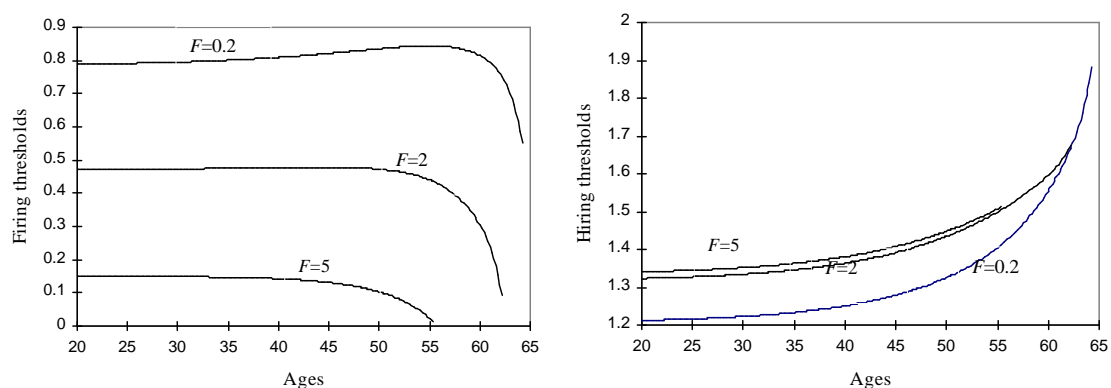 0.9
0.8
0.7
0.6
0.5
0.4
0.3
0.2
0.1
0
F=0.2
F=2
F=5
Firing thresholds
20 25 30 35 40 45 50 55 60 65
Ages
2
1.9
1.8
1.7
1.6
1.5
1.4
1.3
1.2
F=5
F=2
F=0.2
Hiring thresholds
20 25 30 35 40 45 50 55 60 65
Ages